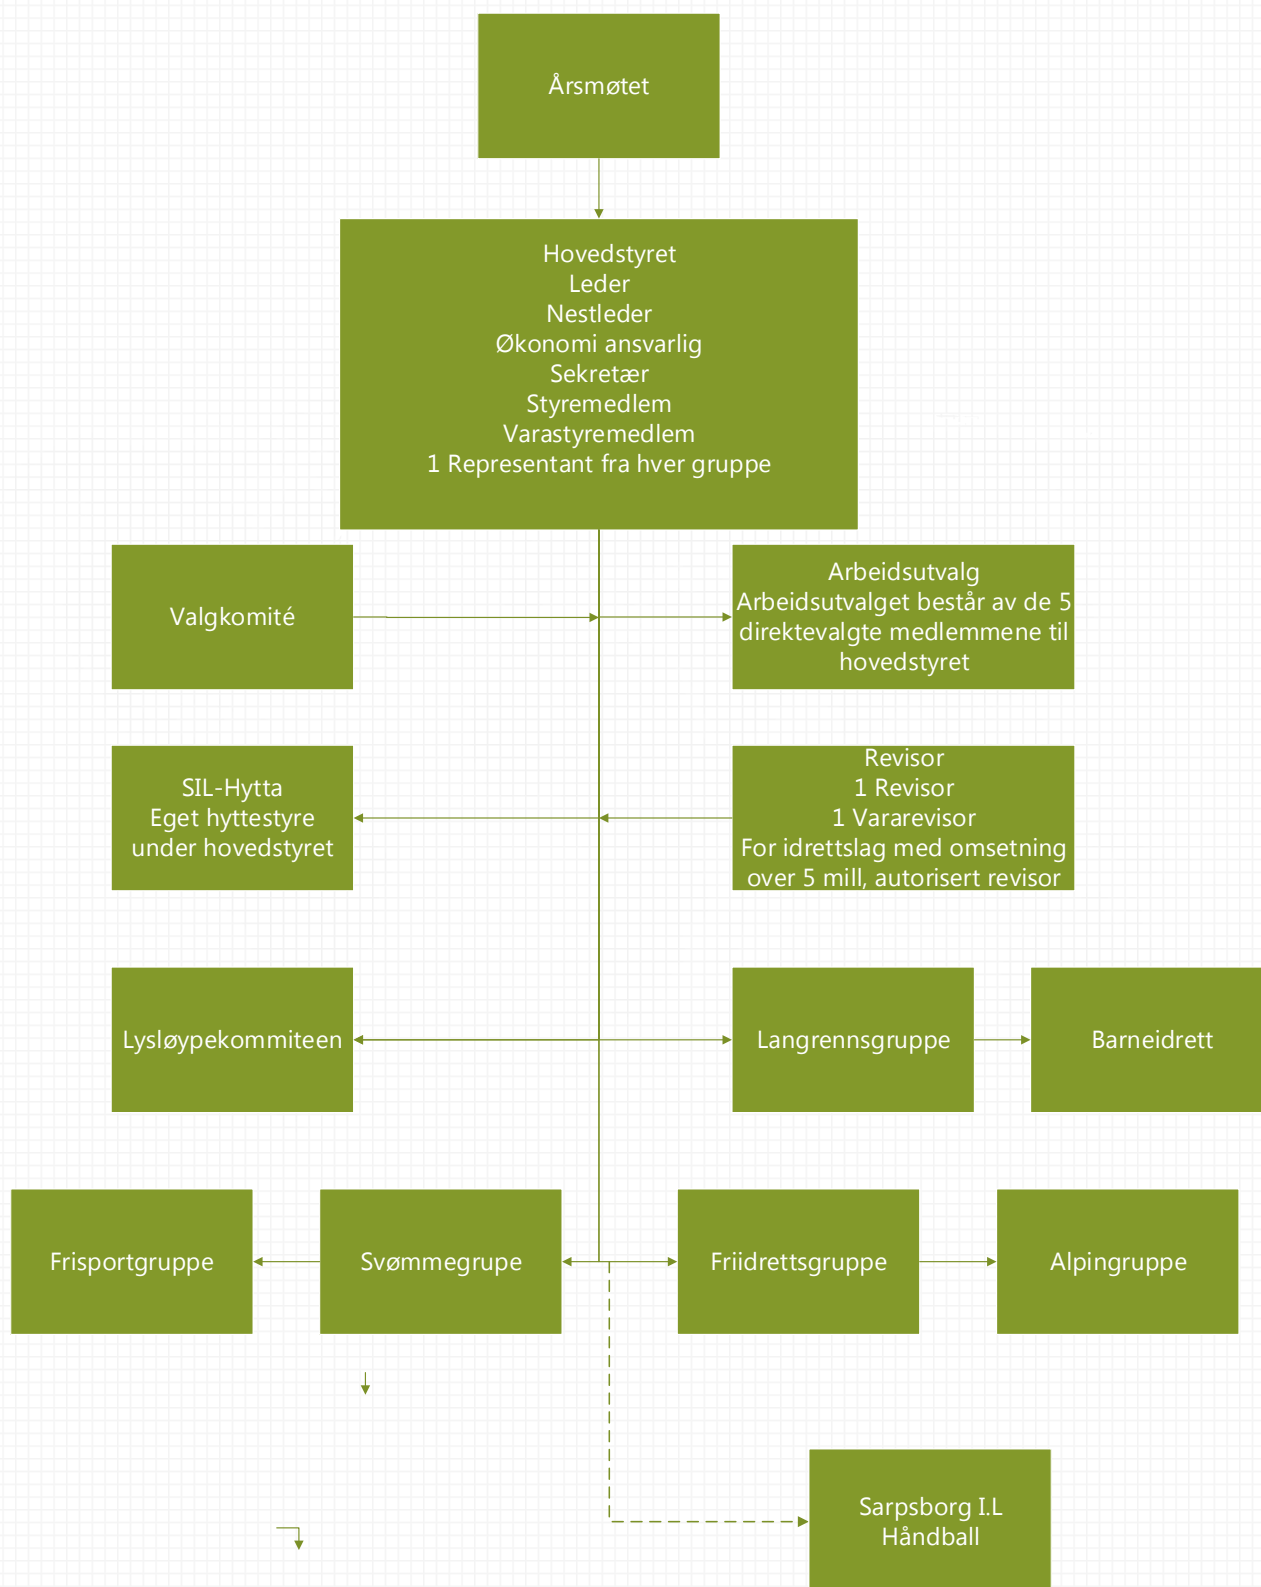 Årsmøtet
Hovedstyret
Leder
Nestleder
Økonomi ansvarlig
Sekretær
Styremedlem
Varastyremedlem
1 Representant fra hver gruppe
Valgkomité
Arbeidsutvalg
Arbeidsutvalget består av de 5
direktevalgte medlemmene til
hovedstyret
SIL-Hytta
Eget hyttestyre
under hovedstyret
Revisor
1 Revisor
1 Vararevisor
For idrettslag med omsetning
over 5 mill, autorisert revisor
Lysløypekommiteen
Langrennsgruppe
Barneidrett
Frisportgruppe
Svømmegrupe
Friidrettsgruppe
Alpingruppe
Sarpsborg I.L
Håndball